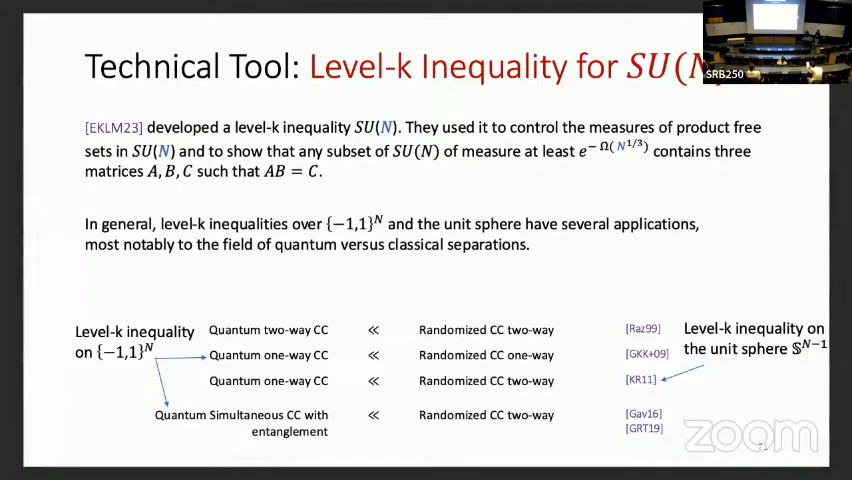 Technical Tool: Level-k Inequality for SU(N
SRB250
[EKLM23] developed a level-k inequality SU(N). They used it to control the measures of product free
sets in SU(N) and to show that any subset of SU(N) of measure at least e^{- Ω(N^{1/3})} contains three
matrices A, B, C such that AB = C.
In general, level-k inequalities over {−1,1}^N and the unit sphere have several applications,
most notably to the field of quantum versus classical separations.
Level-k inequality
on {−1,1}^N
Quantum two-way CC ≪ Randomized CC two-way [Raz99]
Quantum one-way CC ≪ Randomized CC one-way [GKK+09]
Quantum one-way CC ≪ Randomized CC two-way [KR11]
Quantum Simultaneous CC with ≪ Randomized CC two-way [Gav16]
entanglement [GRT19]
Level-k inequality on
the unit sphere 𝕊^{N−1}
zoom
21